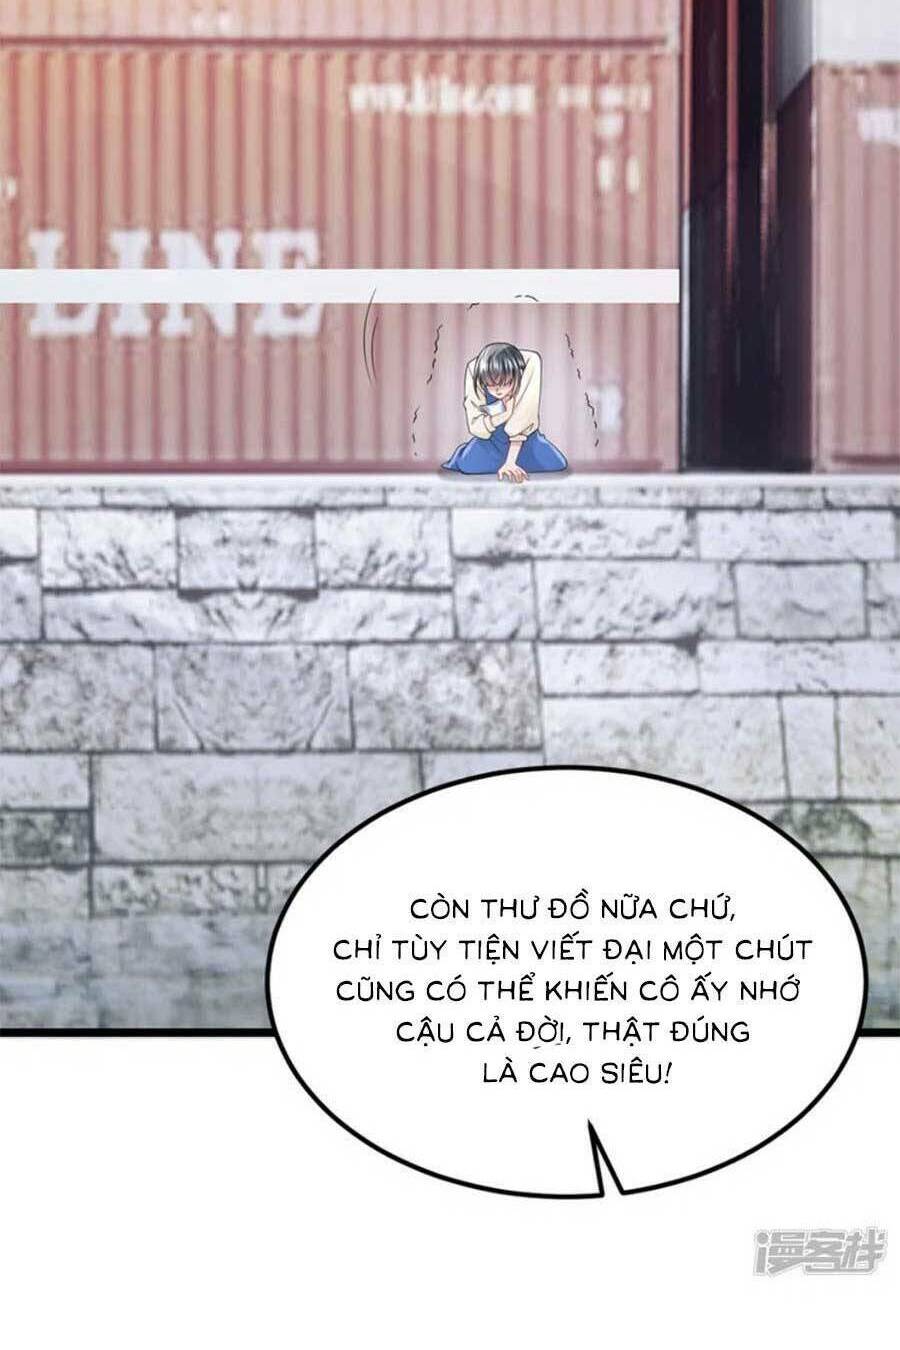 LINE
CÒN THƯ ĐỒ NỮA CHỨ,
CHỈ TÙY TIỆN VIẾT ĐẠI MỘT CHÚT
CŨNG CÓ THỂ KHIẾN CÔ ẤY NHỚ
CẬU CẢ ĐỜI, THẬT ĐÚNG
LÀ CAO SIÊU!
漫客栈